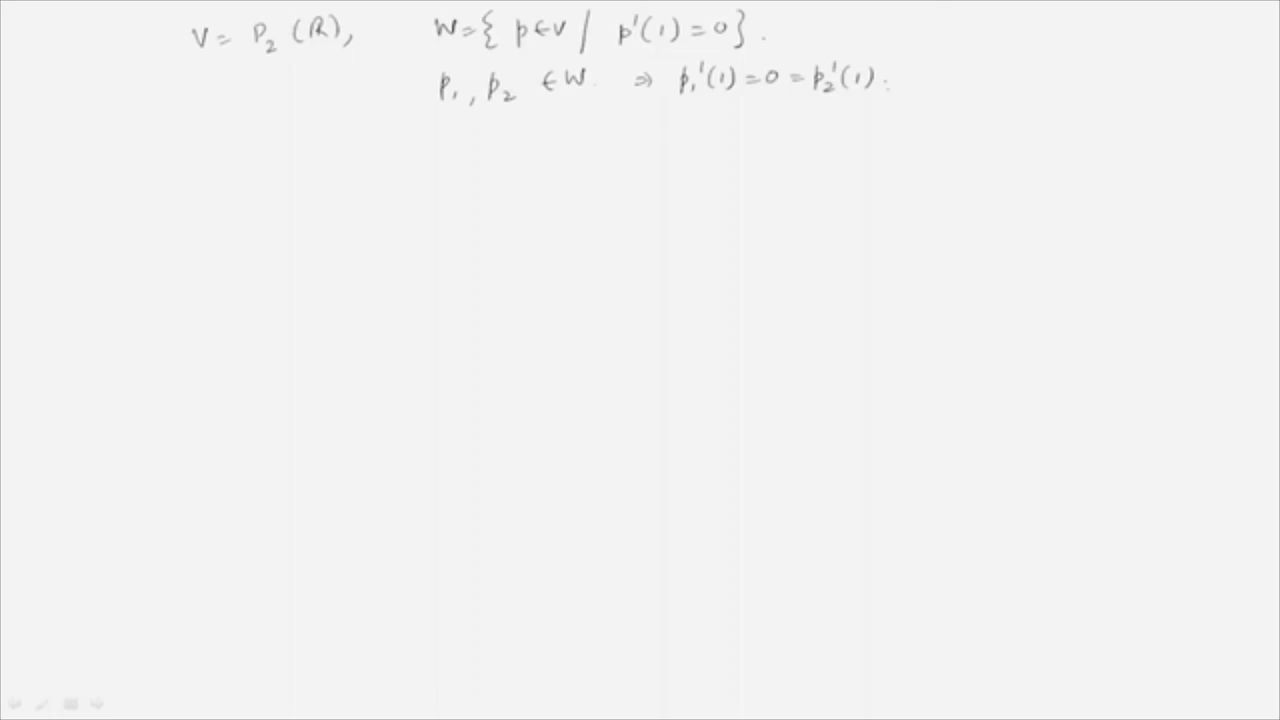 V = P₂ (R), W = { p ∈ V / p'(1) = 0 } .
p₁ , p₂ ∈ W. ⇒ p₁'(1) = 0 = p₂'(1) .